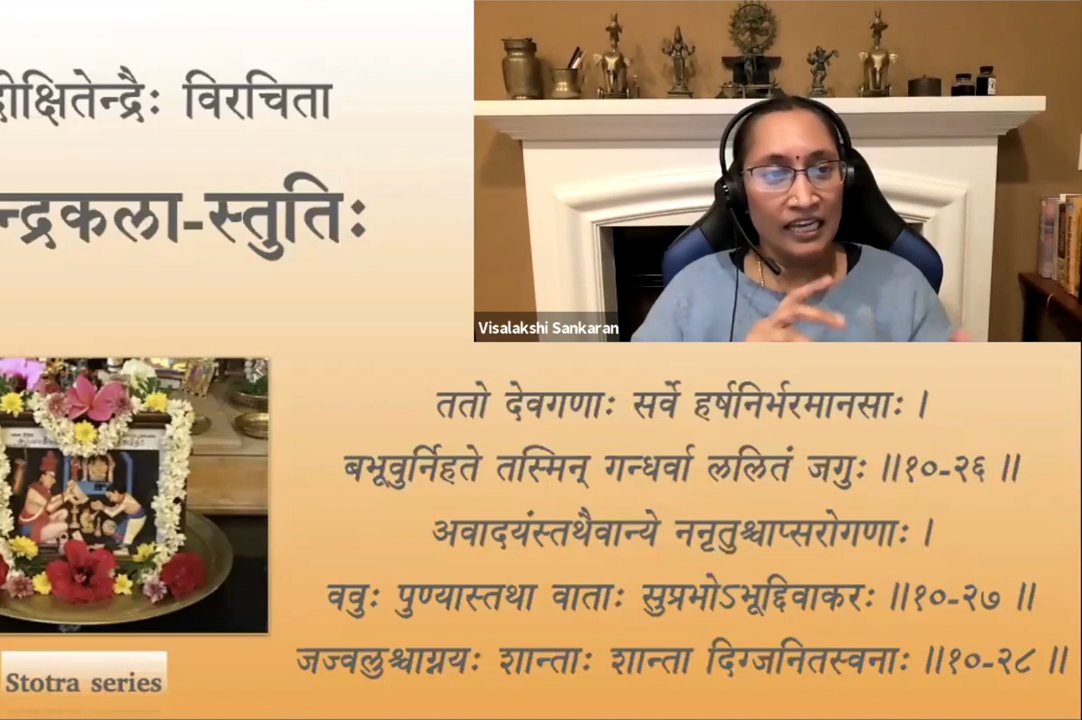 विरचिता
स्तुतिः
Visalakshi Sankaran
ततो देवगणाः सर्वे हर्षनिर्भरमानसाः ।
बभूवुर्निहते तस्मिन् गन्धर्वा ललितं जगुः ॥१०-२६ ॥
अवादयंस्तथैवान्ये ननृतुश्चाप्सरोगणाः ।
ववुः पुण्यास्तथा वाताः सुप्रभोऽभूद्दिवाकरः ॥१०-२७ ॥
जज्वलुश्चाग्नयः शान्ताः शान्ता दिग्जनितस्वनाः ॥१०-२८ ॥
Stotra series